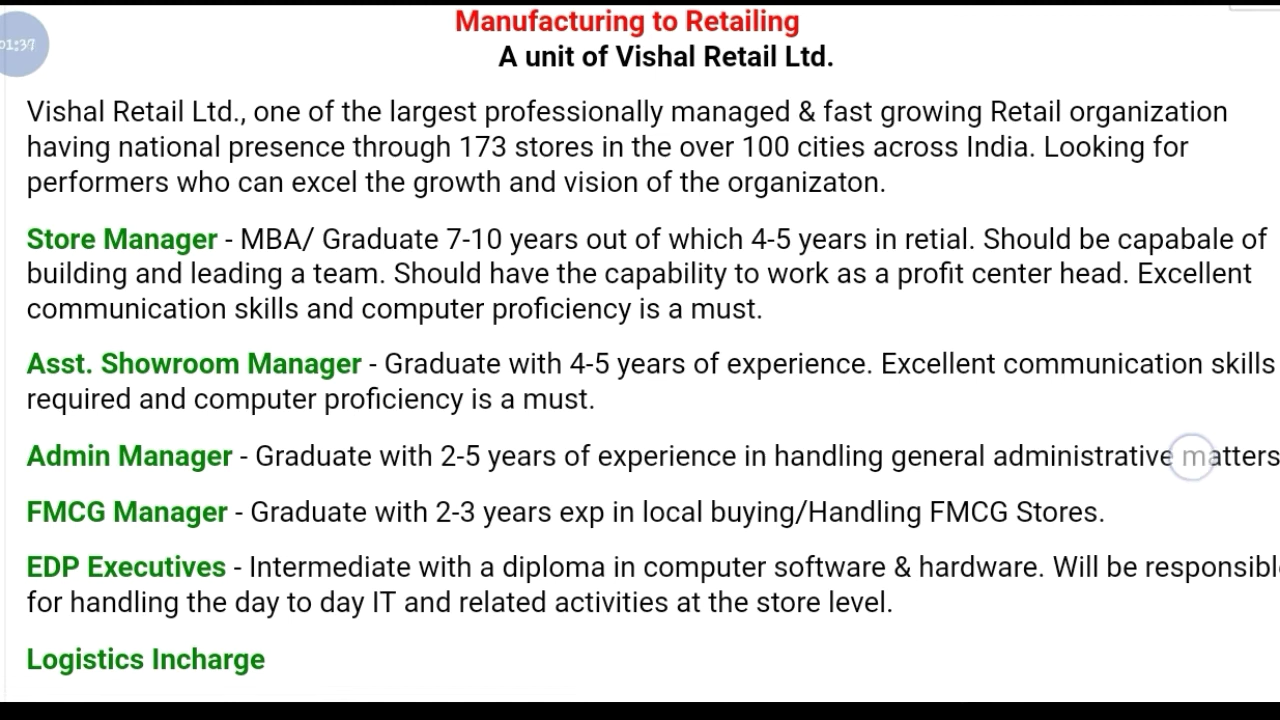 Manufacturing to Retailing
A unit of Vishal Retail Ltd.
01:37
Vishal Retail Ltd., one of the largest professionally managed & fast growing Retail organization
having national presence through 173 stores in the over 100 cities across India. Looking for
performers who can excel the growth and vision of the organizaton.
Store Manager - MBA/ Graduate 7-10 years out of which 4-5 years in retial. Should be capabale of
building and leading a team. Should have the capability to work as a profit center head. Excellent
communication skills and computer proficiency is a must.
Asst. Showroom Manager - Graduate with 4-5 years of experience. Excellent communication skills
required and computer proficiency is a must.
Admin Manager - Graduate with 2-5 years of experience in handling general administrative matters
FMCG Manager - Graduate with 2-3 years exp in local buying/Handling FMCG Stores.
EDP Executives - Intermediate with a diploma in computer software & hardware. Will be responsible
for handling the day to day IT and related activities at the store level.
Logistics Incharge